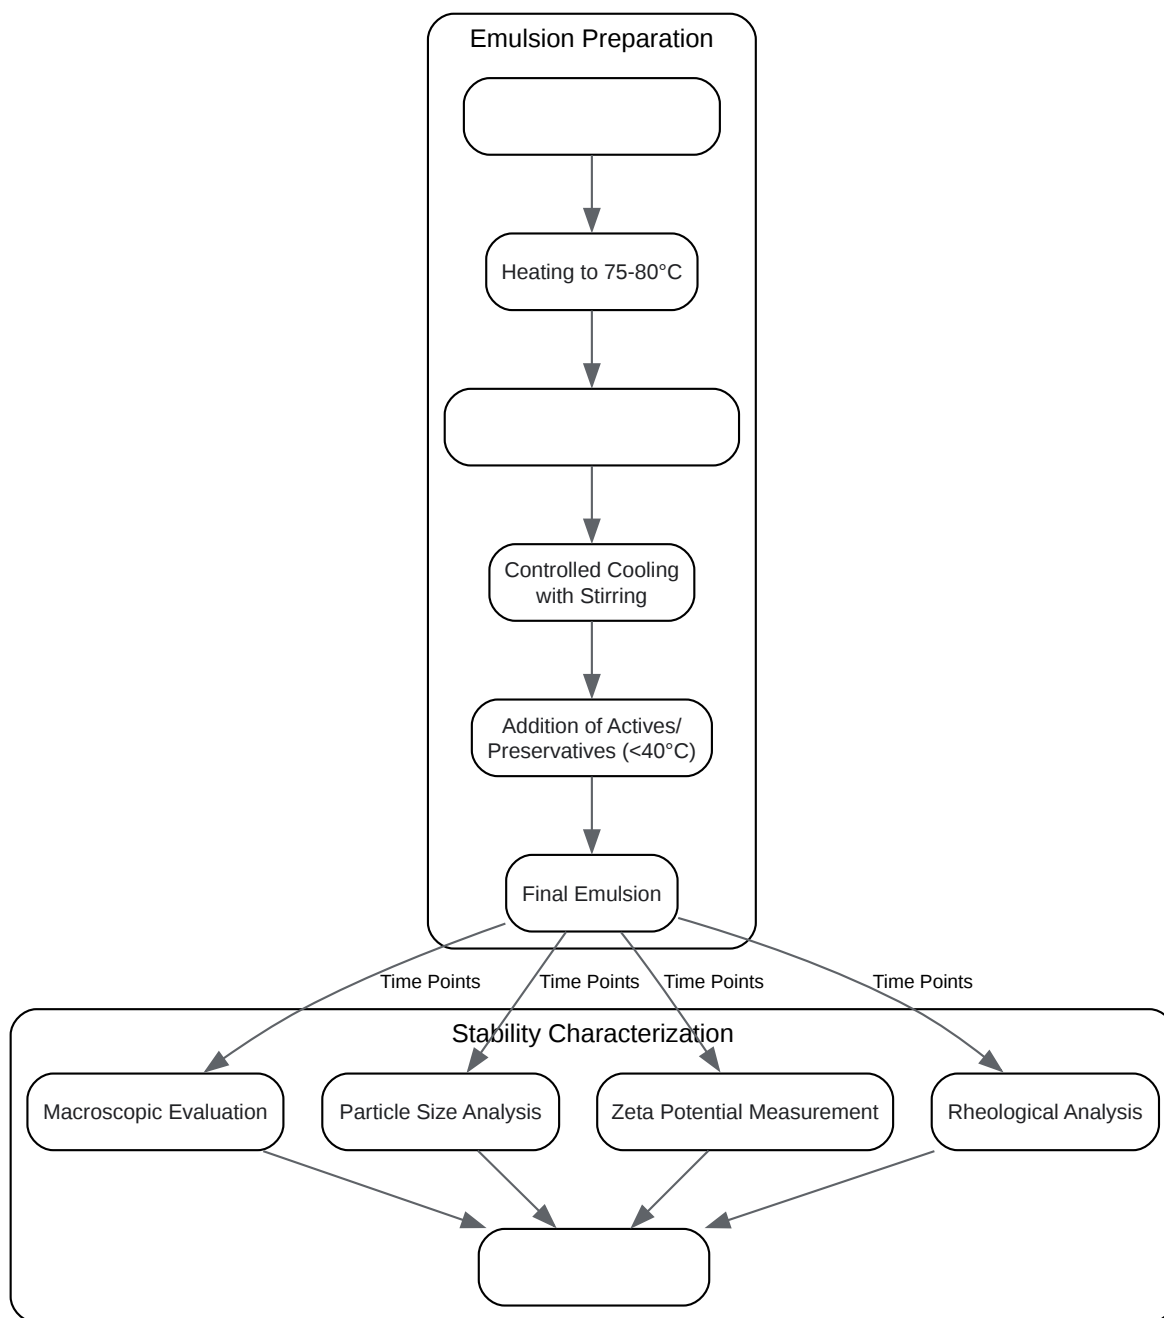 Emulsion Preparation
Heating to 75-80°C
Controlled Cooling
with Stirring
Addition of Actives/
Preservatives (<40°C)
Final Emulsion
Time Points
Time Points
Time Points
Time Points
Stability Characterization
Macroscopic Evaluation
Particle Size Analysis
Zeta Potential Measurement
Rheological Analysis